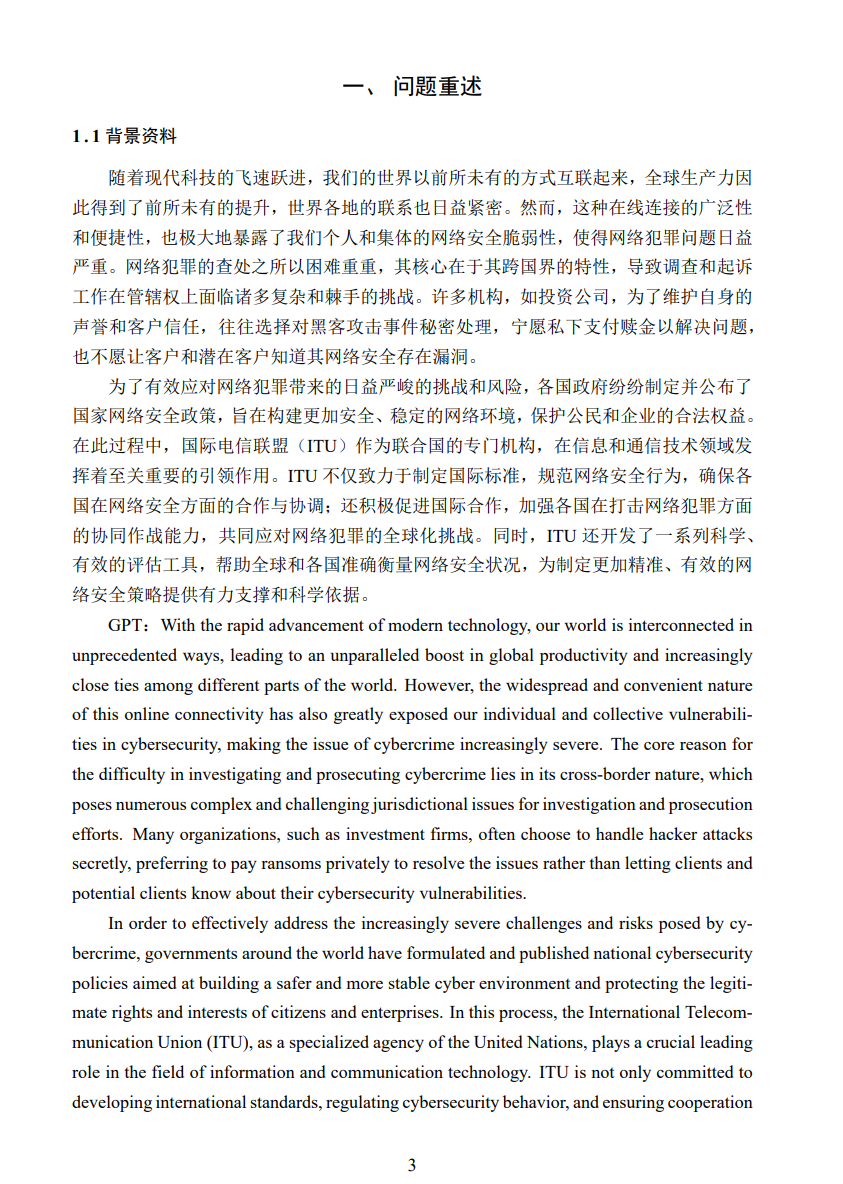 一、 问题重述
1.1 背景资料
随着现代科技的飞速跃进，我们的世界以前所未有的方式互联起来，全球生产力因
此得到了前所未有的提升，世界各地的联系也日益紧密。然而，这种在线连接的广泛性
和便捷性，也极大地暴露了我们个人和集体的网络安全脆弱性，使得网络犯罪问题日益
严重。网络犯罪的查处之所以困难重重，其核心在于其跨国界的特性，导致调查和起诉
工作在管辖权上面临诸多复杂和棘手的挑战。许多机构，如投资公司，为了维护自身的
声誉和客户信任，往往选择对黑客攻击事件秘密处理，宁愿私下支付赎金以解决问题，
也不愿让客户和潜在客户知道其网络安全存在漏洞。
为了有效应对网络犯罪带来的日益严峻的挑战和风险，各国政府纷纷制定并公布了
国家网络安全政策，旨在构建更加安全、稳定的网络环境，保护公民和企业的合法权益。
在此过程中，国际电信联盟（ITU）作为联合国的专门机构，在信息和通信技术领域发
挥着至关重要的引领作用。ITU 不仅致力于制定国际标准，规范网络安全行为，确保各
国在网络安全方面的合作与协调；还积极促进国际合作，加强各国在打击网络犯罪方面
的协同作战能力，共同应对网络犯罪的全球化挑战。同时，ITU 还开发了一系列科学、
有效的评估工具，帮助全球和各国准确衡量网络安全状况，为制定更加精准、有效的网
络安全策略提供有力支撑和科学依据。
GPT：With the rapid advancement of modern technology, our world is interconnected in
unprecedented ways, leading to an unparalleled boost in global productivity and increasingly
close ties among different parts of the world. However, the widespread and convenient nature
of this online connectivity has also greatly exposed our individual and collective vulnerabili-
ties in cybersecurity, making the issue of cybercrime increasingly severe. The core reason for
the difficulty in investigating and prosecuting cybercrime lies in its cross-border nature, which
poses numerous complex and challenging jurisdictional issues for investigation and prosecution
efforts. Many organizations, such as investment firms, often choose to handle hacker attacks
secretly, preferring to pay ransoms privately to resolve the issues rather than letting clients and
potential clients know about their cybersecurity vulnerabilities.
In order to effectively address the increasingly severe challenges and risks posed by cy-
bercrime, governments around the world have formulated and published national cybersecurity
policies aimed at building a safer and more stable cyber environment and protecting the legiti-
mate rights and interests of citizens and enterprises. In this process, the International Telecom-
munication Union (ITU), as a specialized agency of the United Nations, plays a crucial leading
role in the field of information and communication technology. ITU is not only committed to
developing international standards, regulating cybersecurity behavior, and ensuring cooperation
3